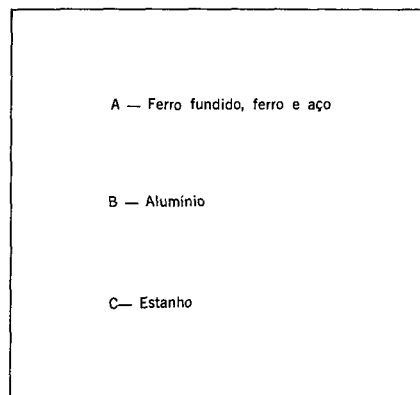 A — Ferro fundido, ferro e aço
B — Alumínio
C— Estanho